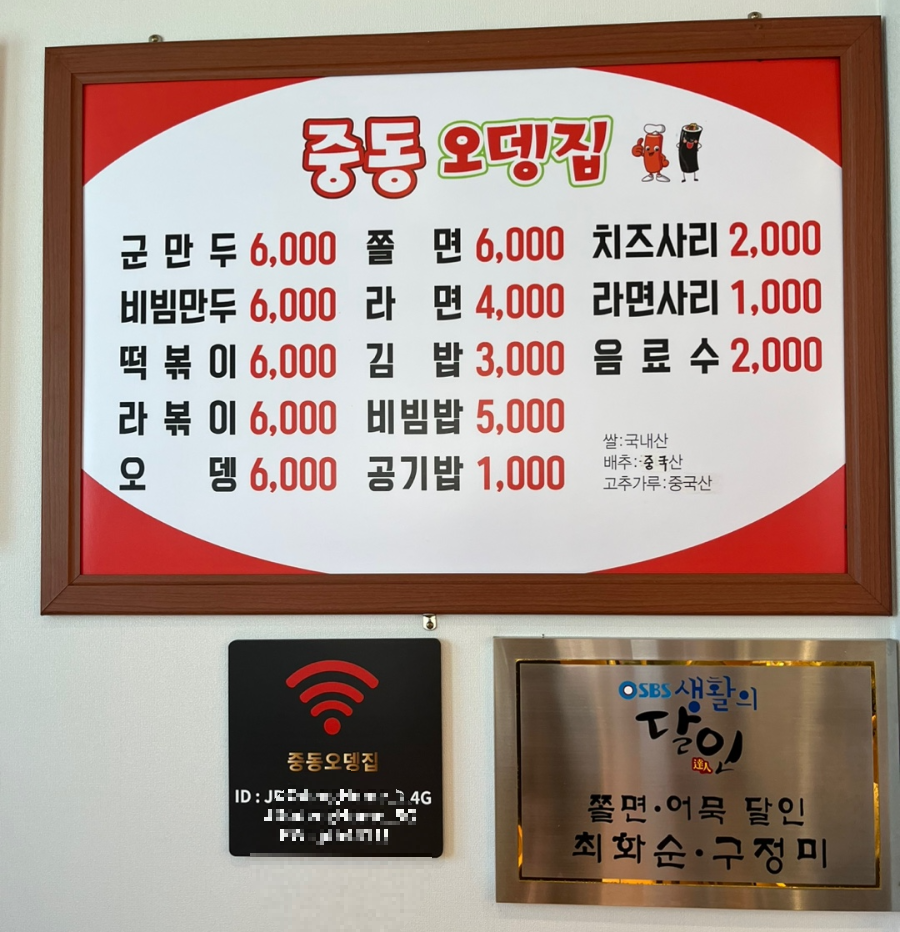 중동 오뎅집
군만두 6,000
비빔만두 6,000
떡볶이 6,000
라볶이 6,000
오뎅 6,000
쫄면 6,000
라면 4,000
김밥 3,000
비빔밥 5,000
공기밥 1,000
치즈사리 2,000
라면사리 1,000
음료수 2,000
쌀:국내산
배추:중국산
고추가루:중국산
중동오뎅집
ID : 4G
SBS 생활의
달인
達人
쫄면·어묵 달인
최화순·구정미